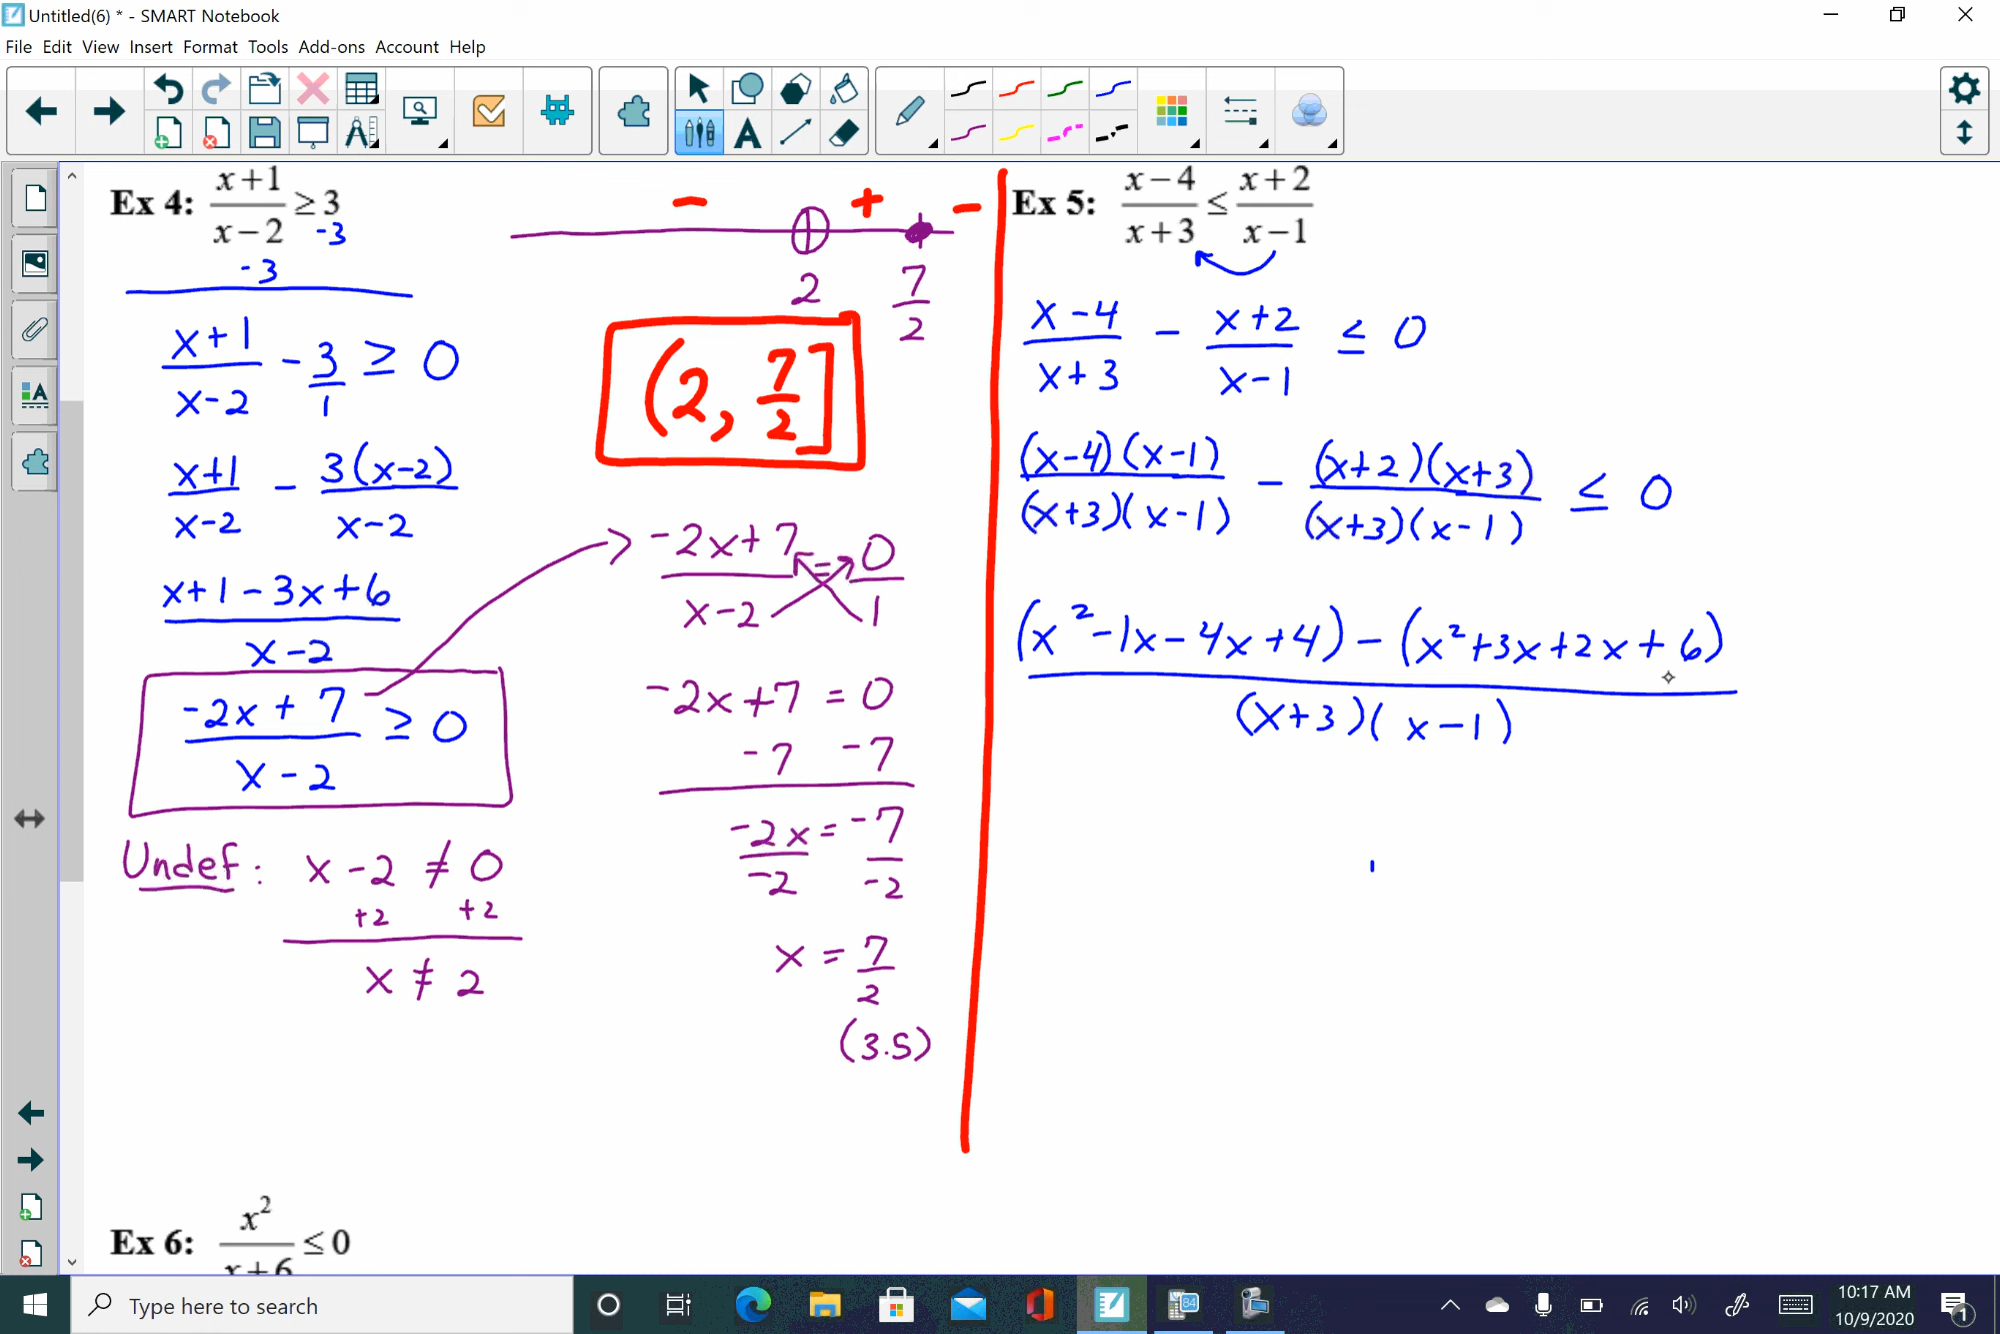 Untitled(6) * - SMART Notebook
File Edit View Insert Format Tools Add-ons Account Help
Ex 4: (x+1)/(x−2) ≥ 3
-3 -3
(x+1)/(x-2) - 3/1 ≥ 0
(x+1)/(x-2) - 3(x-2)/(x-2)
(x+1-3x+6)/(x-2)
(-2x+7)/(x-2) ≥ 0
Undef: x-2 ≠ 0
+2 +2
x ≠ 2
- + -
2 7/2
(2, 7/2]
(-2x+7)/(x-2) = 0/1
-2x+7 = 0
-7 -7
-2x/-2 = -7/-2
x = 7/2
(3.5)
Ex 5: (x−4)/(x+3) ≤ (x+2)/(x−1)
(x-4)/(x+3) - (x+2)/(x-1) ≤ 0
(x-4)(x-1)/(x+3)(x-1) - (x+2)(x+3)/(x+3)(x-1) ≤ 0
(x²-1x-4x+4)-(x²+3x+2x+6)
(x+3)(x-1)
Ex 6: x²/(x+6) ≤ 0
Type here to search
84
10:17 AM
10/9/2020
1